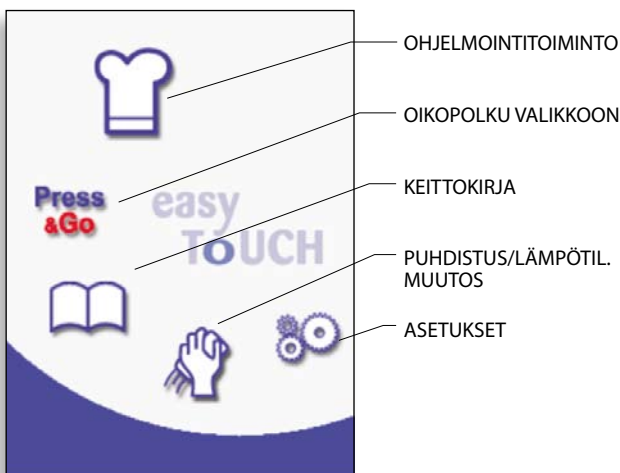 OHJELMOINTITOIMINTO
OIKOPOLKU VALIKKOON
Press
&Go
easy
ToUCH
KEITTOKIRJA
PUHDISTUS/LÄMPÖTIL.
MUUTOS
ASETUKSET